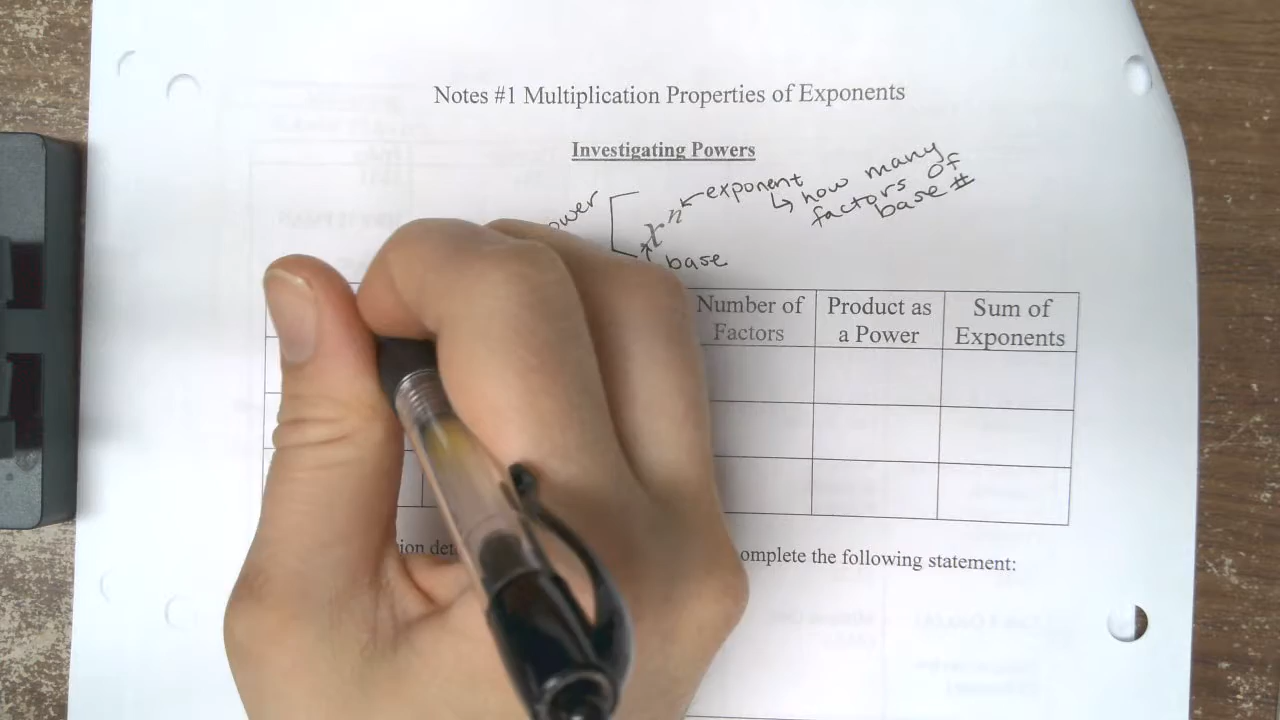 Notes #1 Multiplication Properties of Exponents
Investigating Powers
x^n
exponent
how many
factors of
base #
base
Number of Factors
Product as a Power
Sum of Exponents
omplete the following statement: